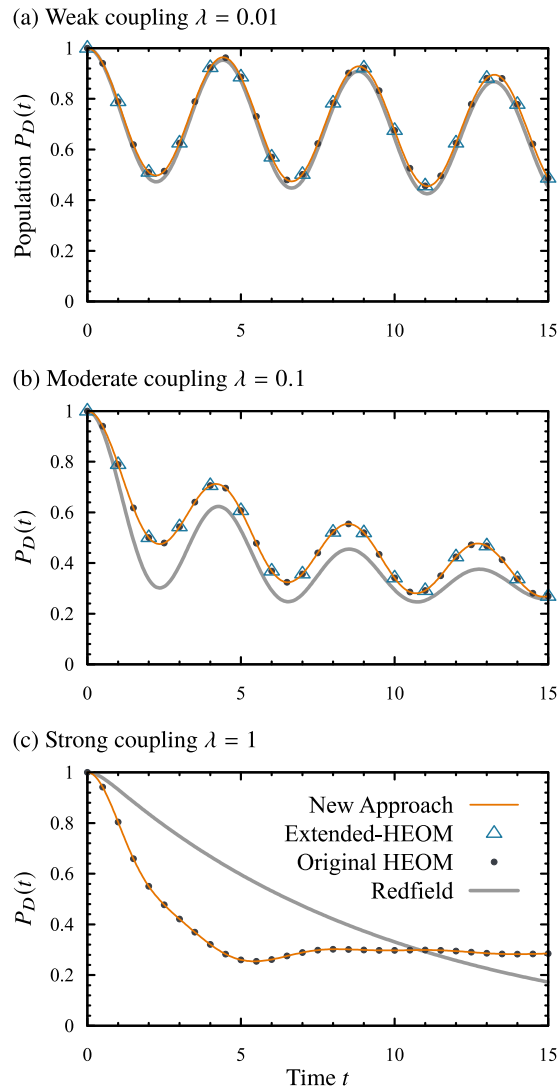 (a) Weak coupling λ = 0.01
Population P_D(t)
1
0.8
0.6
0.4
0.2
0
0 5 10 15
(b) Moderate coupling λ = 0.1
P_D(t)
1
0.8
0.6
0.4
0.2
0
0 5 10 15
(c) Strong coupling λ = 1
P_D(t)
1
0.8
0.6
0.4
0.2
0
New Approach
Extended-HEOM
Original HEOM
Redfield
0 5 10 15
Time t